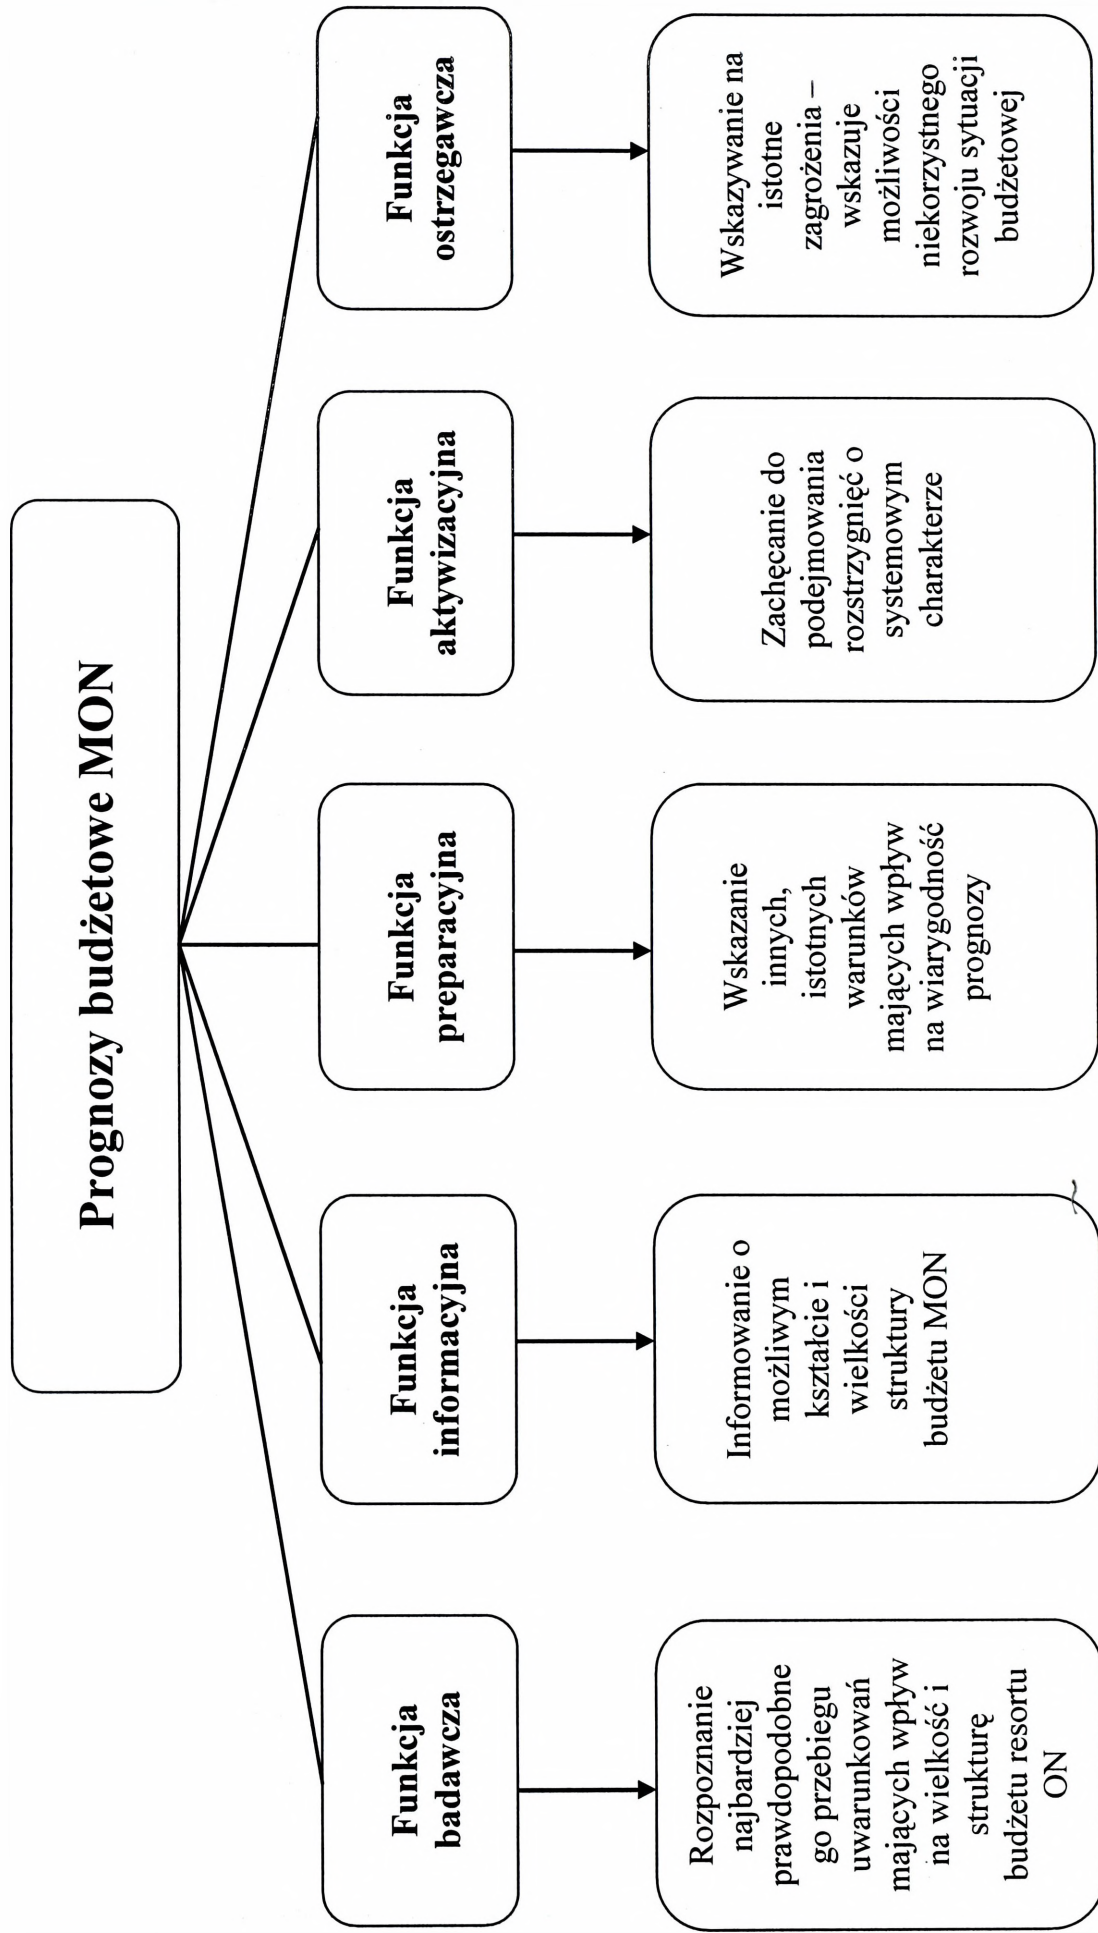 Prognozy budżetowe MON
Funkcja
badawcza
Funkcja
informacyjna
Funkcja
preparacyjna
Funkcja
aktywizacyjna
Funkcja
ostrzegawcza
Rozpoznanie
najbardziej
prawdopodobne
go przebiegu
uwarunkowań
mających wpływ
na wielkość i
strukturę
budżetu resortu
ON
Informowanie o
możliwym
kształcie i
wielkości
struktury
budżetu MON
Wskazanie
innych,
istotnych
warunków
mających wpływ
na wiarygodność
prognozy
Zachęcanie do
podejmowania
rozstrzygnięć o
systemowym
charakterze
Wskazywanie na
istotne
zagrożenia –
wskazuje
możliwości
niekorzystnego
rozwoju sytuacji
budżetowej